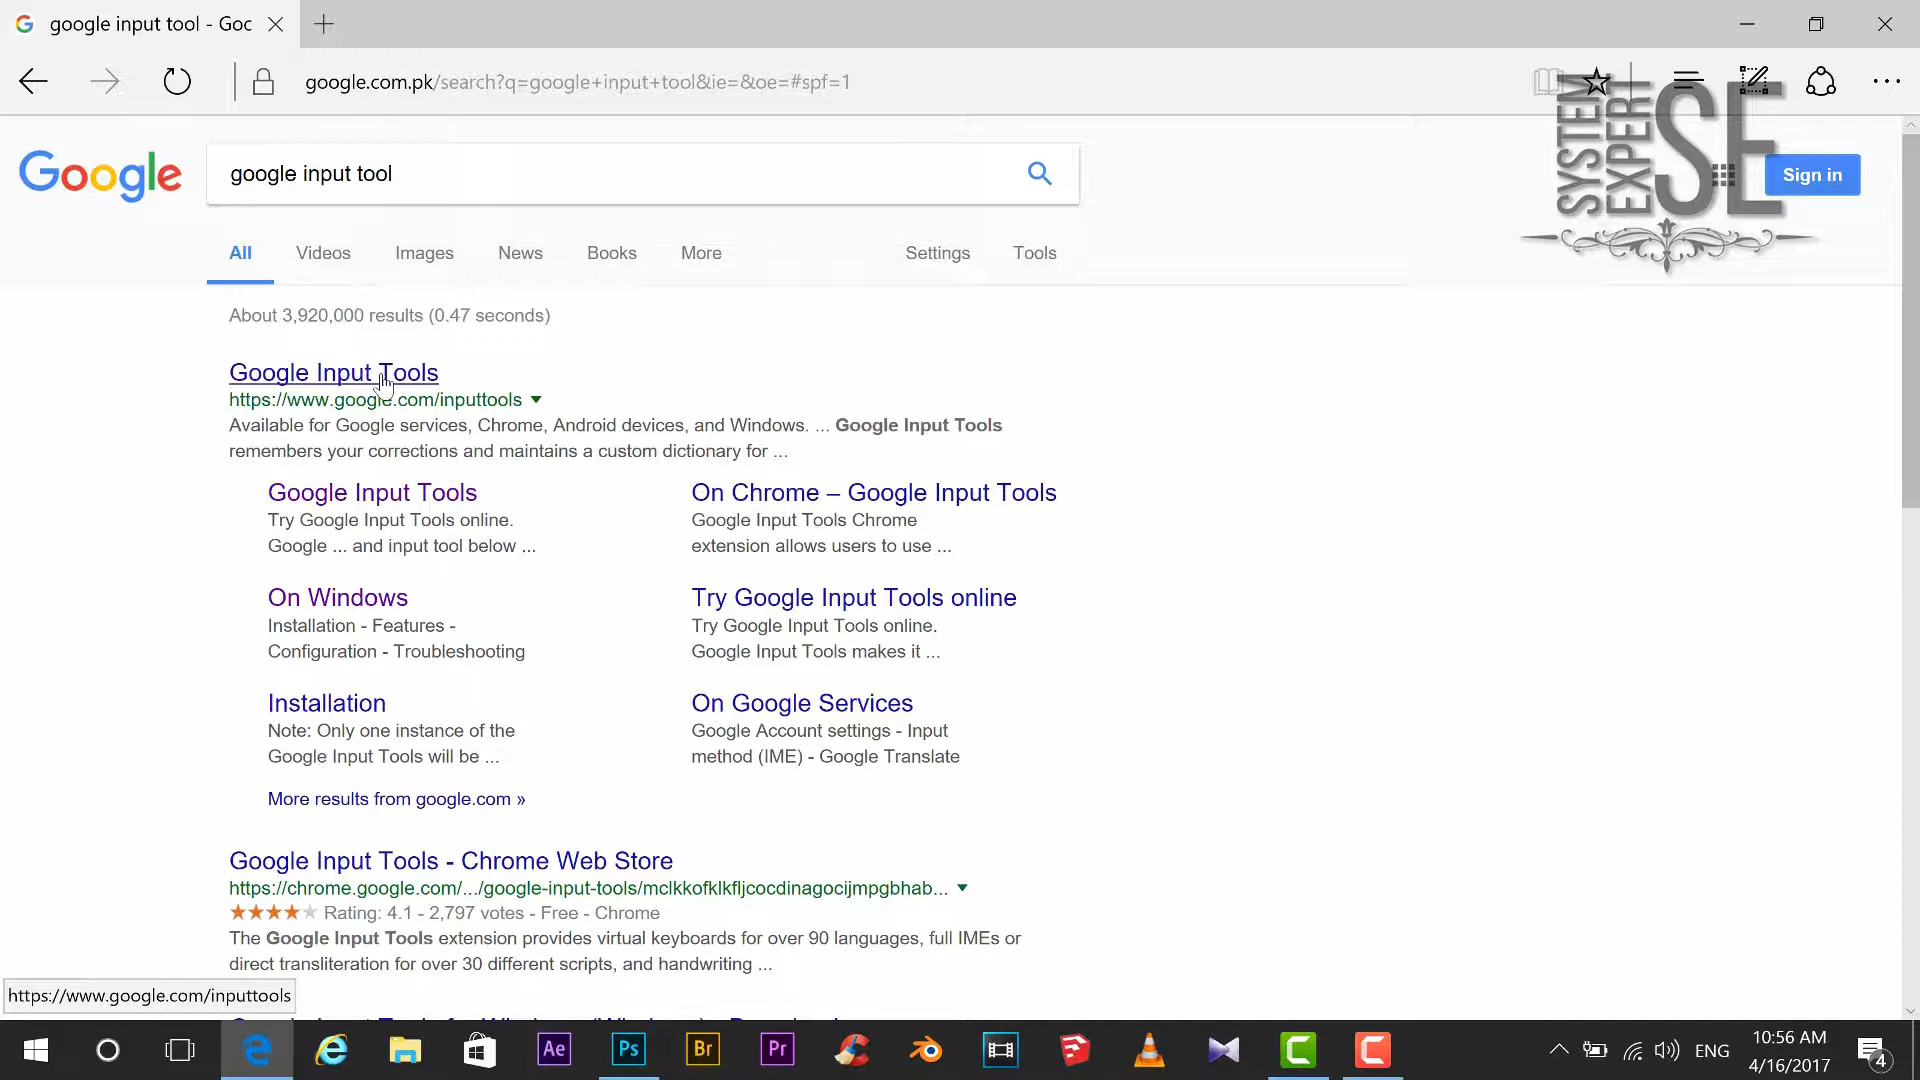 google input tool - Goc
google.com.pk/search?q=google+input+tool&ie=&oe=#spf=1
SYSTEM
EXPERT
SE
Google
google input tool
Sign in
All
Videos
Images
News
Books
More
Settings
Tools
About 3,920,000 results (0.47 seconds)
Google Input Tools
https://www.google.com/inputtools
Available for Google services, Chrome, Android devices, and Windows. ... Google Input Tools
remembers your corrections and maintains a custom dictionary for ...
Google Input Tools
Try Google Input Tools online.
Google ... and input tool below ...
On Chrome – Google Input Tools
Google Input Tools Chrome
extension allows users to use ...
On Windows
Installation - Features -
Configuration - Troubleshooting
Try Google Input Tools online
Try Google Input Tools online.
Google Input Tools makes it ...
Installation
Note: Only one instance of the
Google Input Tools will be ...
On Google Services
Google Account settings - Input
method (IME) - Google Translate
More results from google.com »
Google Input Tools - Chrome Web Store
https://chrome.google.com/.../google-input-tools/mclkkofklkfljcocdinagocijmpgbhab...
Rating: 4.1 - 2,797 votes - Free - Chrome
The Google Input Tools extension provides virtual keyboards for over 90 languages, full IMEs or
direct transliteration for over 30 different scripts, and handwriting ...
https://www.google.com/inputtools
Ae
Ps
Br
Pr
ENG
10:56 AM
4/16/2017
4